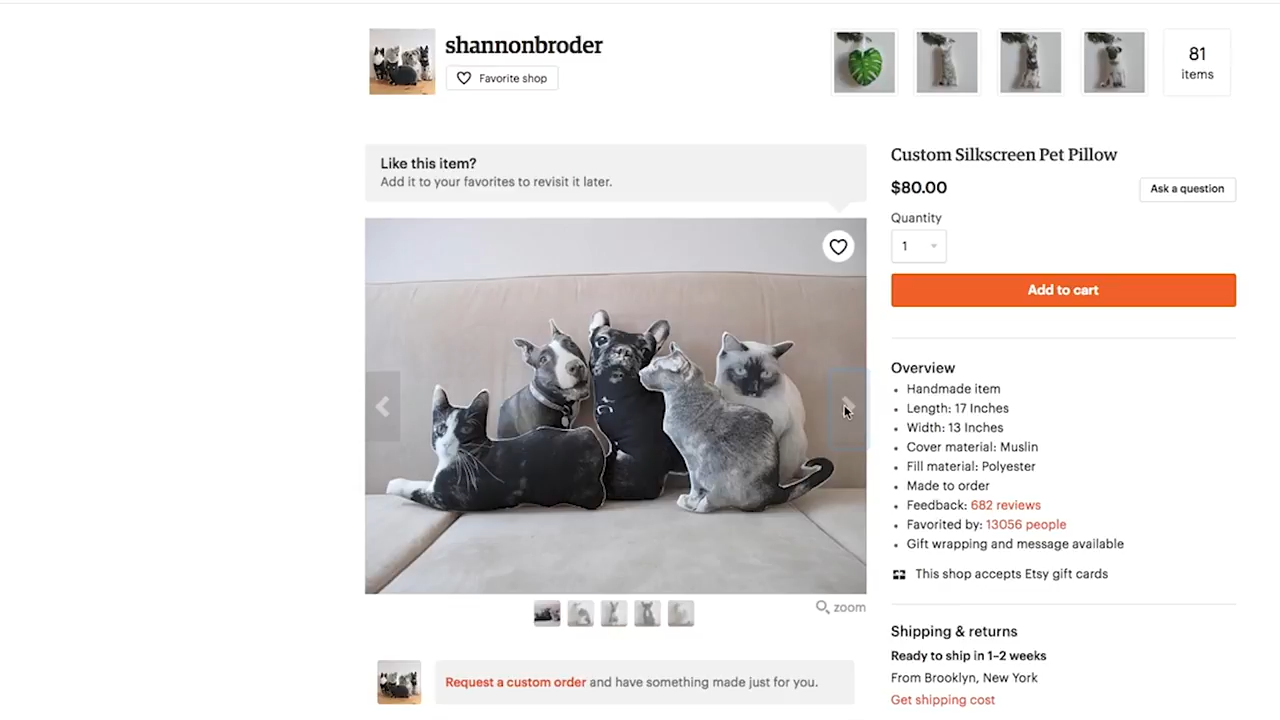 shannonbroder
Favorite shop
81
items
Like this item?
Add it to your favorites to revisit it later.
Custom Silkscreen Pet Pillow
$80.00
Ask a question
Quantity
1
Add to cart
Overview
Handmade item
Length: 17 Inches
Width: 13 Inches
Cover material: Muslin
Fill material: Polyester
Made to order
Feedback: 682 reviews
Favorited by: 13056 people
Gift wrapping and message available
This shop accepts Etsy gift cards
zoom
Shipping & returns
Ready to ship in 1–2 weeks
From Brooklyn, New York
Get shipping cost
Request a custom order and have something made just for you.